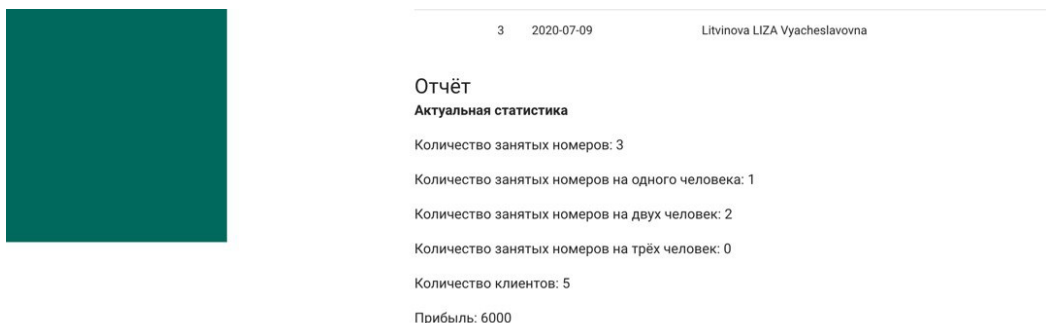 3 2020-07-09 Litvinova LIZA Vyacheslavovna
Отчёт
Актуальная статистика
Количество занятых номеров: 3
Количество занятых номеров на одного человека: 1
Количество занятых номеров на двух человек: 2
Количество занятых номеров на трёх человек: 0
Количество клиентов: 5
Прибыль: 6000